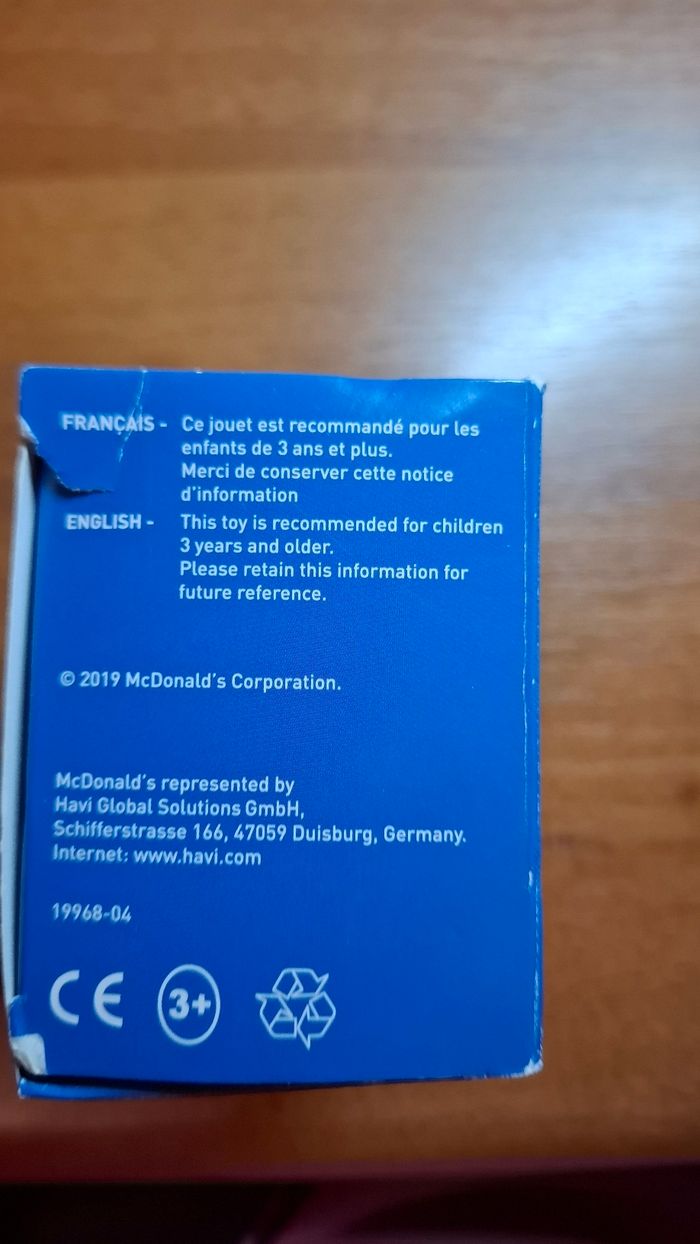 FRANÇAIS - Ce jouet est recommandé pour les
enfants de 3 ans et plus.
Merci de conserver cette notice
d'information
ENGLISH - This toy is recommended for children
3 years and older.
Please retain this information for
future reference.
© 2019 McDonald's Corporation.
McDonald's represented by
Havi Global Solutions GmbH,
Schifferstrasse 166, 47059 Duisburg, Germany.
Internet: www.havi.com
19968-04
CE 3+